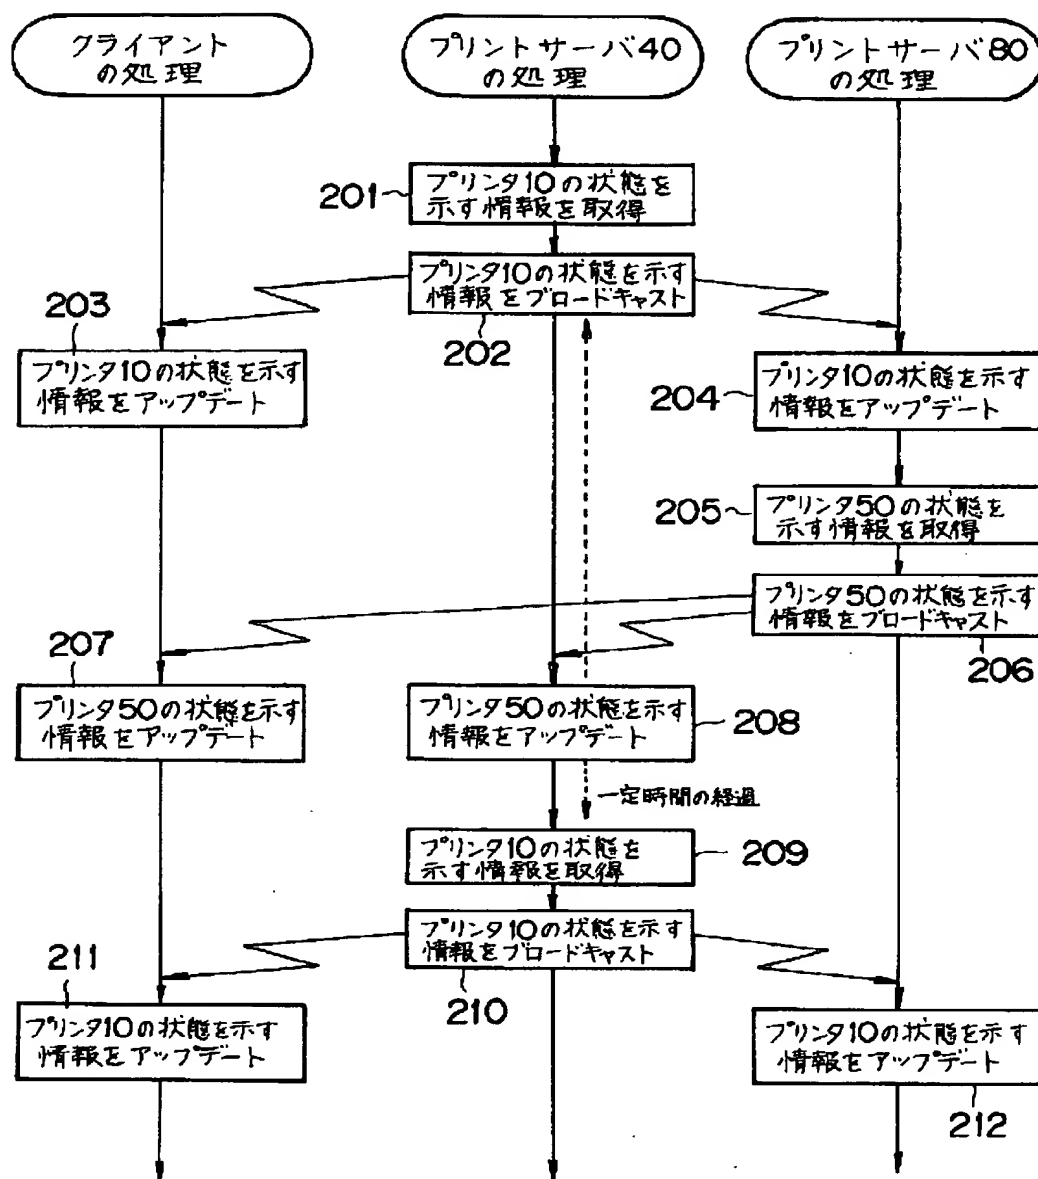 クライアント
の処理
プリントサーバ40
の処理
プリントサーバ80
の処理
201
プリンタ10の状態を
示す情報を取得
プリンタ10の状態を示す
情報をブロードキャスト
202
203
プリンタ10の状態を示す
情報をアップデート
204
プリンタ10の状態を示す
情報をアップデート
205
プリンタ50の状態を
示す情報を取得
プリンタ50の状態を示す
情報をブロードキャスト
206
207
プリンタ50の状態を示す
情報をアップデート
プリンタ50の状態を示す
情報をアップデート
208
一定時間の経過
プリンタ10の状態を
示す情報を取得
209
プリンタ10の状態を示す
情報をブロードキャスト
210
211
プリンタ10の状態を示す
情報をアップデート
プリンタ10の状態を示す
情報をアップデート
212